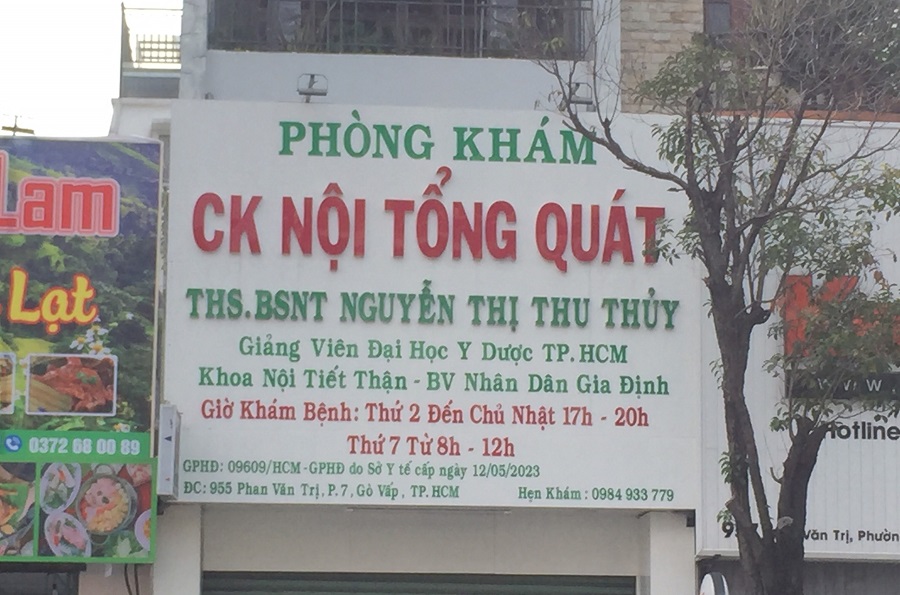 PHÒNG KHÁM
CK NỘI TỔNG QUÁT
THS.BSNT NGUYỄN THỊ THU THỦY
Giảng Viên Đại Học Y Dược TP.HCM
Khoa Nội Tiết Thận - BV Nhân Dân Gia Định
Giờ Khám Bệnh: Thứ 2 Đến Chủ Nhật 17h - 20h
Thứ 7 Từ 8h - 12h
GPHĐ: 09609/HCM-GPHĐ do Sở Y tế cấp ngày 12/05/2023
ĐC: 955 Phan Văn Trị, P.7, Gò Vấp, TP.HCM
Hẹn Khám: 0984 933 779
Lam
Lạt
0372 68 00 89
Hotline
Văn Trị, Phườn